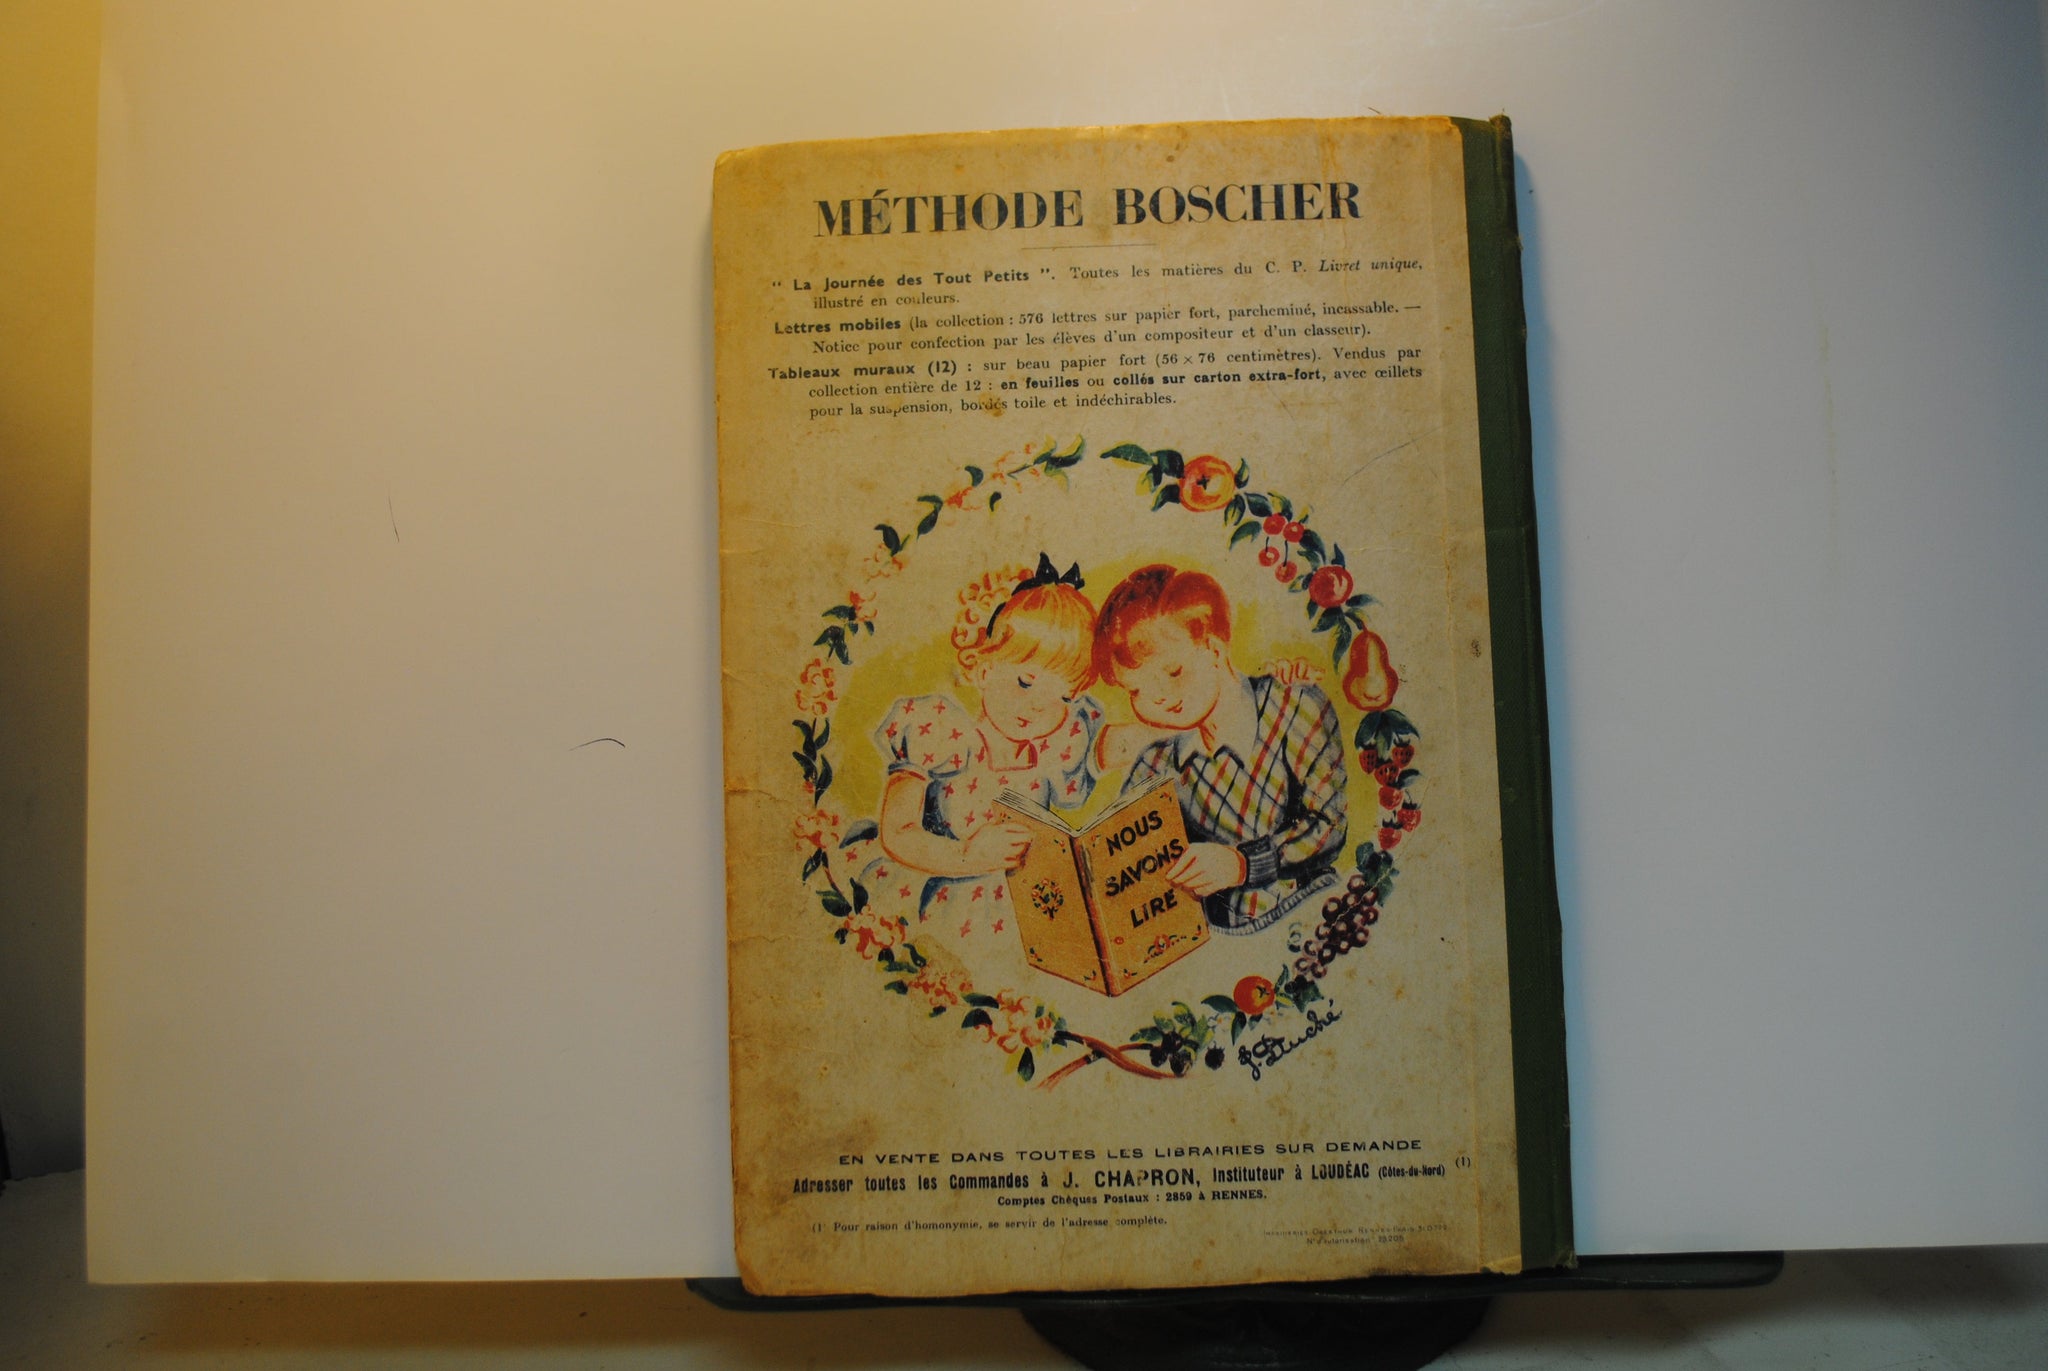 MÉTHODE BOSCHER
“ La Journée des Tout Petits ”. Toutes les matières du C. P. Livret unique,
illustré en couleurs.
Lettres mobiles (la collection : 576 lettres sur papier fort, parcheminé, incassable. —
Notice pour confection par les élèves d'un compositeur et d'un classeur).
Tableaux muraux (12) : sur beau papier fort (56 × 76 centimètres). Vendus par
collection entière de 12 : en feuilles ou collés sur carton extra-fort, avec œillets
pour la suspension, bordés toile et indéchirables.
NOUS
SAVONS
LIRE
EN VENTE DANS TOUTES LES LIBRAIRIES SUR DEMANDE
Adresser toutes les Commandes à J. CHAPRON, Instituteur à LOUDÉAC (Côtes-du-Nord) (1)
Comptes Chèques Postaux : 2859 à RENNES.
(1) Pour raison d'homonymie, se servir de l'adresse complète.
IMPRIMERIES OBERTHUR RENNES-PARIS
N° d'autorisation